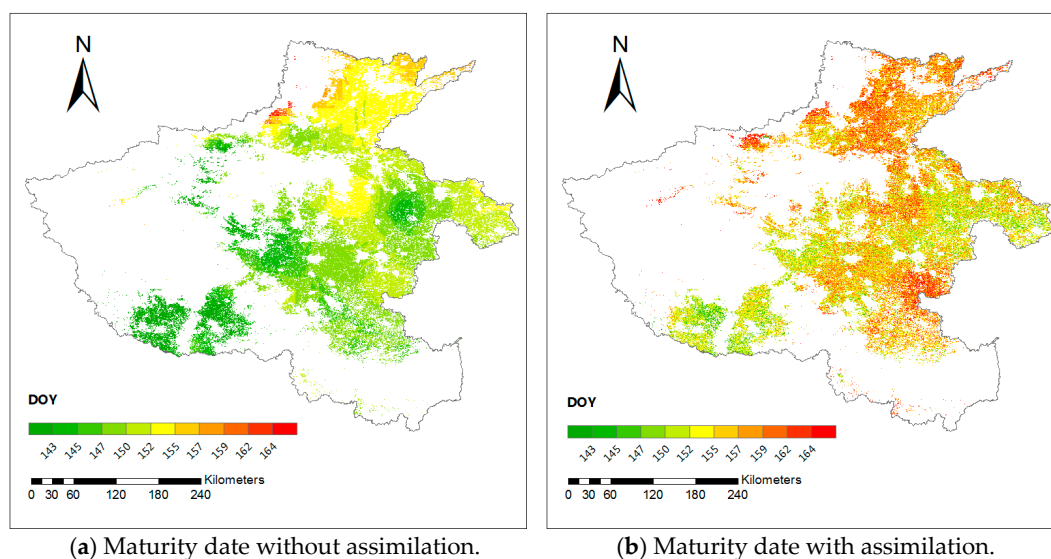 N
DOY
143 145 147 150 152 155 157 159 162 164
Kilometers
0 30 60 120 180 240
(a) Maturity date without assimilation.
N
DOY
143 145 147 150 152 155 157 159 162 164
Kilometers
0 30 60 120 180 240
(b) Maturity date with assimilation.